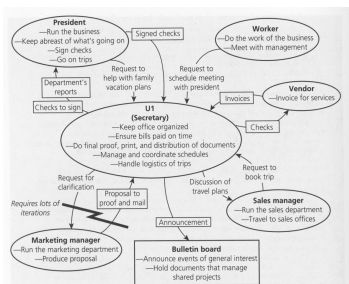 President
—Run the business
—Keep abreast of what's going on
—Sign checks
—Go on trips
Signed checks
Worker
—Do the work of the business
—Meet with management
Request to
help with family
vacation plans
Request to
schedule meeting
with president
Department's
reports
Checks to sign
Invoices
Vendor
—Invoice for services
Checks
U1
(Secretary)
—Keep office organized
—Ensure bills paid on time
—Do final proof, print, and distribution of documents
—Manage and coordinate schedules
—Handle logistics of trips
Request for
clarification
Proposal to
proof and mail
Requires lots of
iterations
Discussion of
travel plans
Request to
book trip
Announcement
Sales manager
—Run the sales department
—Travel to sales offices
Marketing manager
—Run the marketing department
—Produce proposal
Bulletin board
—Announce events of general interest
—Hold documents that manage
shared projects